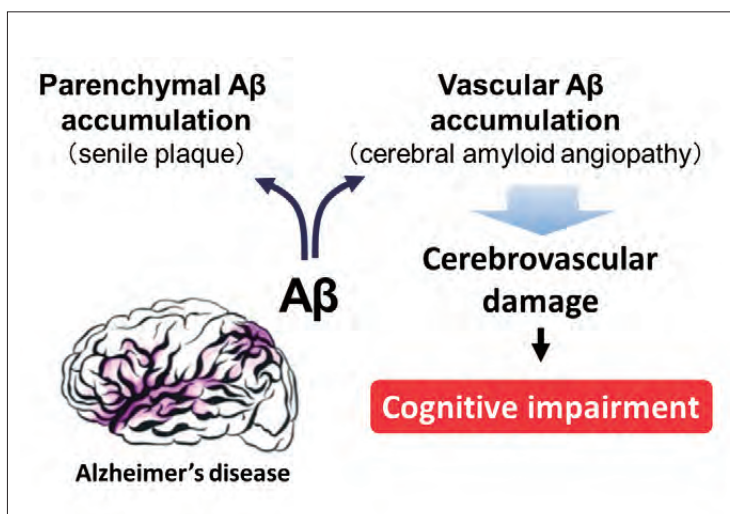 Parenchymal Aβ
accumulation
（senile plaque）
Vascular Aβ
accumulation
（cerebral amyloid angiopathy）
Aβ
Cerebrovascular
damage
Cognitive impairment
Alzheimer's disease